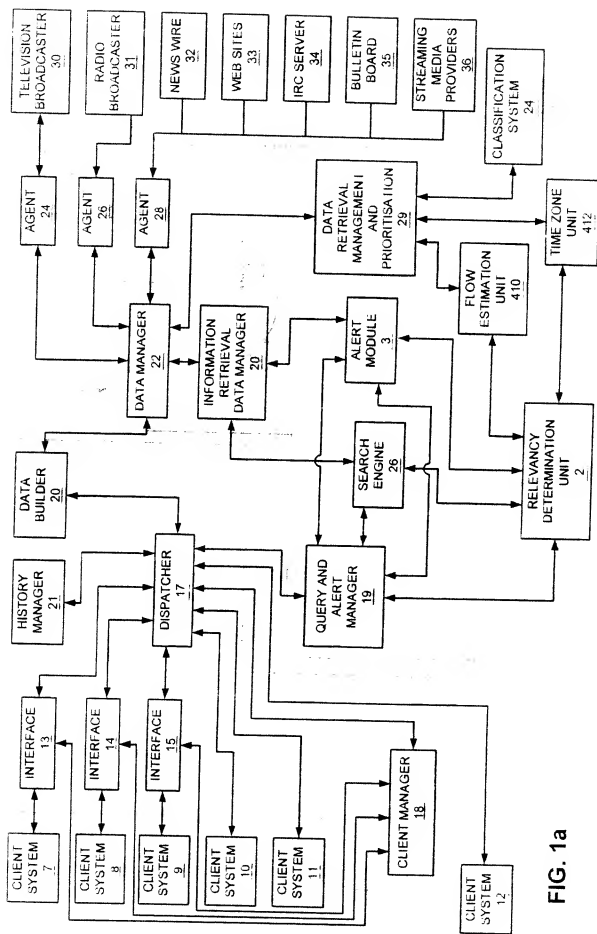 TELEVISION
BROADCASTER
30
RADIO
BROADCASTER
31
NEWS WIRE
32
WEB SITES
33
IRC SERVER
34
BULLETIN
BOARD
35
STREAMING
MEDIA
PROVIDERS
36
CLASSIFICATION
SYSTEM
24
AGENT
24
AGENT
26
AGENT
28
DATA
RETRIEVAL
MANAGEMENT
AND
PRIORITISATION
29
TIME ZONE
UNIT
412
FLOW
ESTIMATION
UNIT
410
DATA MANAGER
22
INFORMATION
RETRIEVAL
DATA MANAGER
20
ALERT
MODULE
3
DATA
BUILDER
20
SEARCH
ENGINE
26
RELEVANCY
DETERMINATION
UNIT
2
HISTORY
MANAGER
21
DISPATCHER
17
QUERY AND
ALERT
MANAGER
19
INTERFACE
13
INTERFACE
14
INTERFACE
15
CLIENT MANAGER
18
CLIENT
SYSTEM
7
CLIENT
SYSTEM
8
CLIENT
SYSTEM
9
CLIENT
SYSTEM
10
CLIENT
SYSTEM
11
CLIENT
SYSTEM
12
FIG. 1a